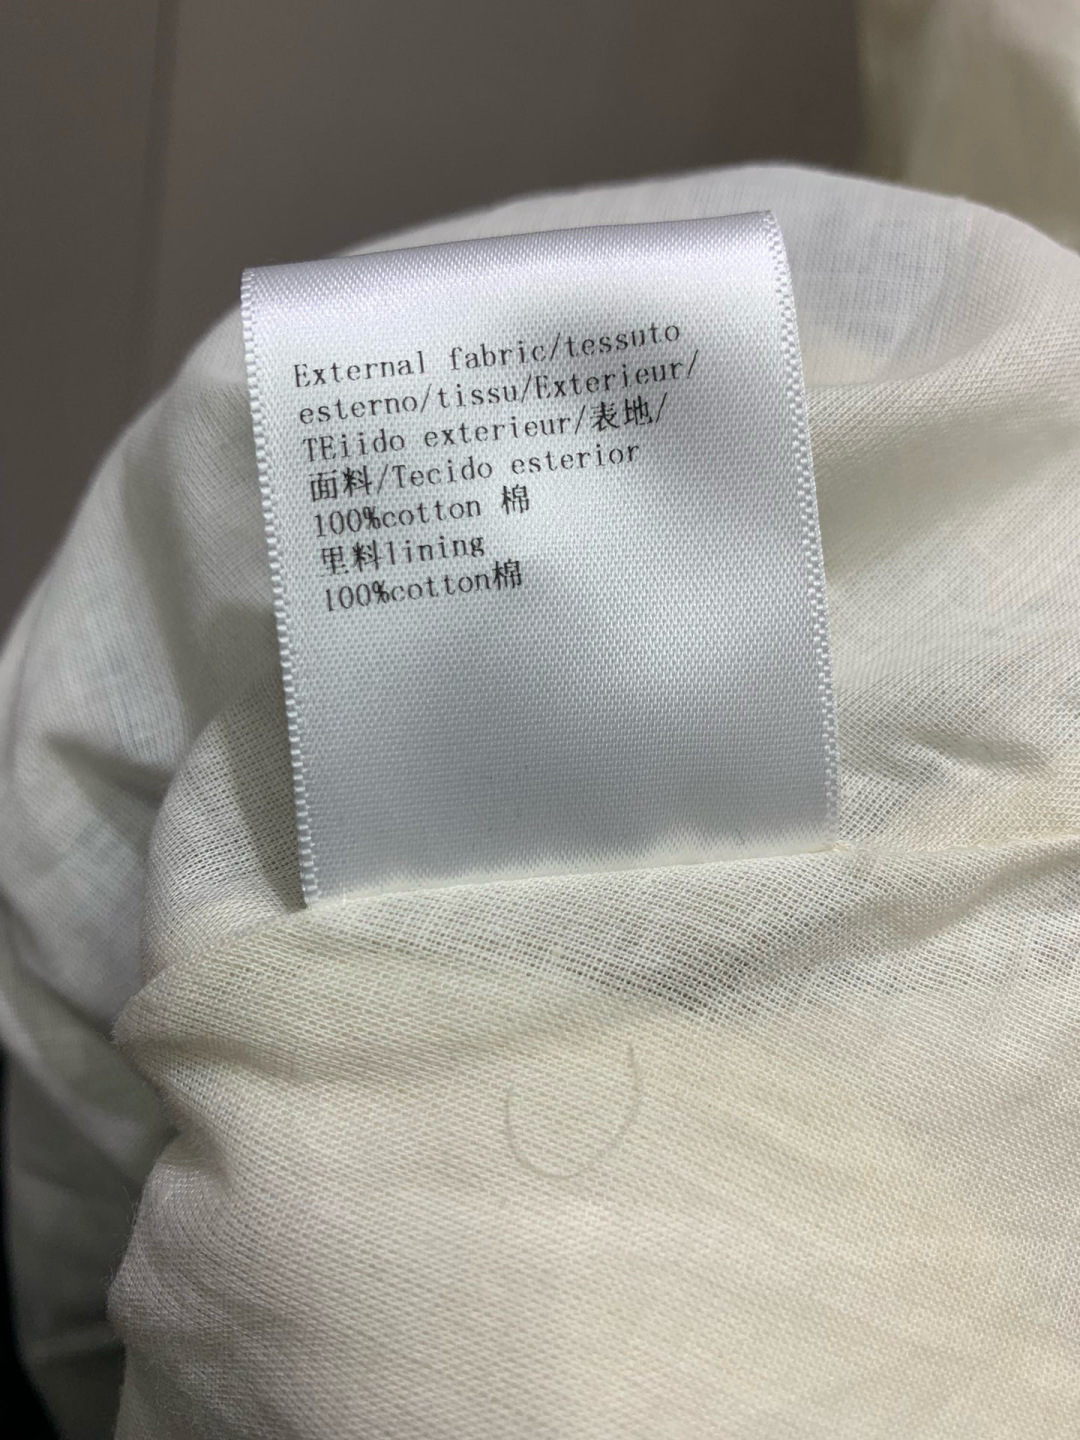 External fabric/tessuto
esterno/tissu/Exterieur/
TEiido exterieur/表地/
面料/Tecido esterior
100%cotton 棉
里料lining
100%cotton棉